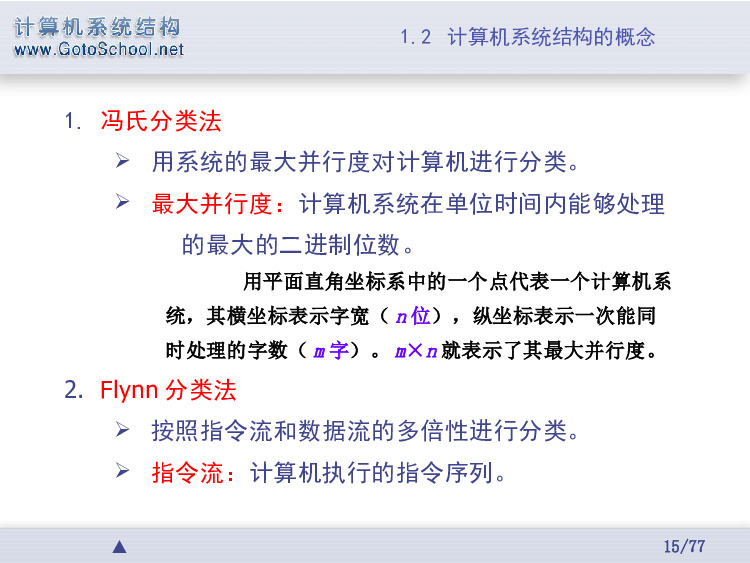 计算机系统结构
www.GotoSchool.net
1.2 计算机系统结构的概念
1. 冯氏分类法
➢ 用系统的最大并行度对计算机进行分类。
➢ 最大并行度：计算机系统在单位时间内能够处理
的最大的二进制位数。
用平面直角坐标系中的一个点代表一个计算机系
统，其横坐标表示字宽（n位），纵坐标表示一次能同
时处理的字数（m字）。m×n就表示了其最大并行度。
2. Flynn分类法
➢ 按照指令流和数据流的多倍性进行分类。
➢ 指令流：计算机执行的指令序列。
▲
15/77